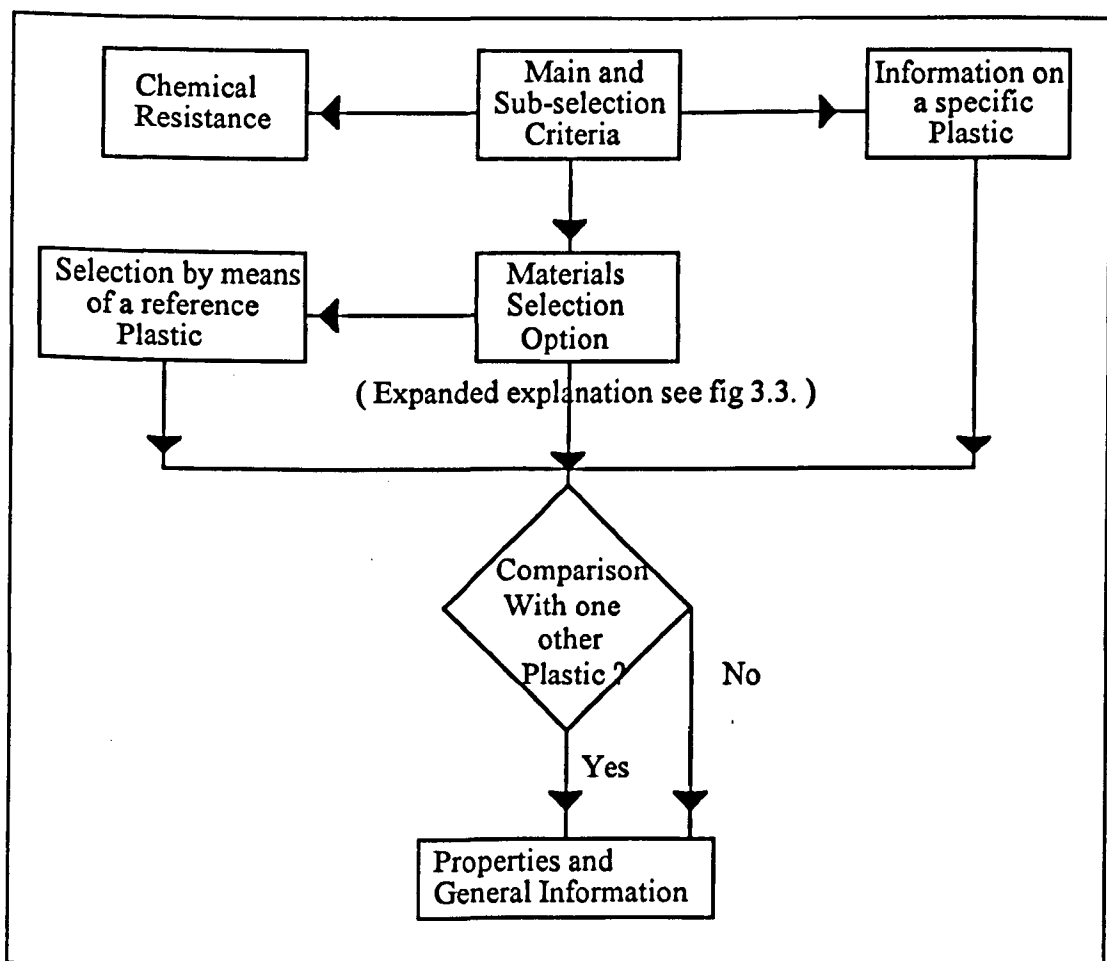 Chemical
Resistance
Main and
Sub-selection
Criteria
Information on
a specific
Plastic
Selection by means
of a reference
Plastic
Materials
Selection
Option
( Expanded explanation see fig 3.3. )
Comparison
With one
other
Plastic ?
No
Yes
Properties and
General Information